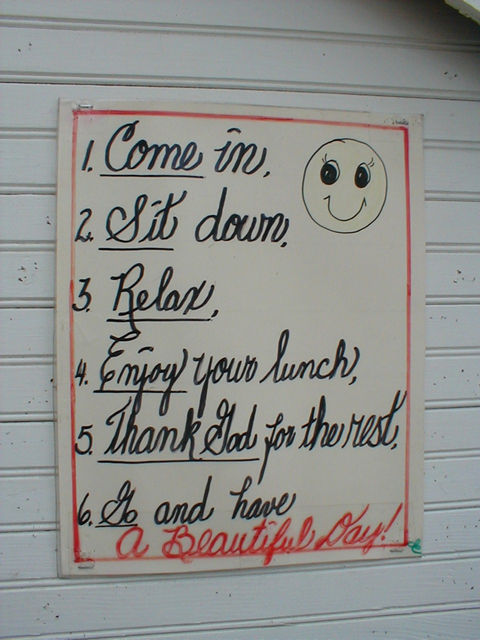 1. Come in,
2. Sit down,
3. Relax,
4. Enjoy your lunch,
5. Thank God for the rest,
6. Go and have
A Beautiful Day!